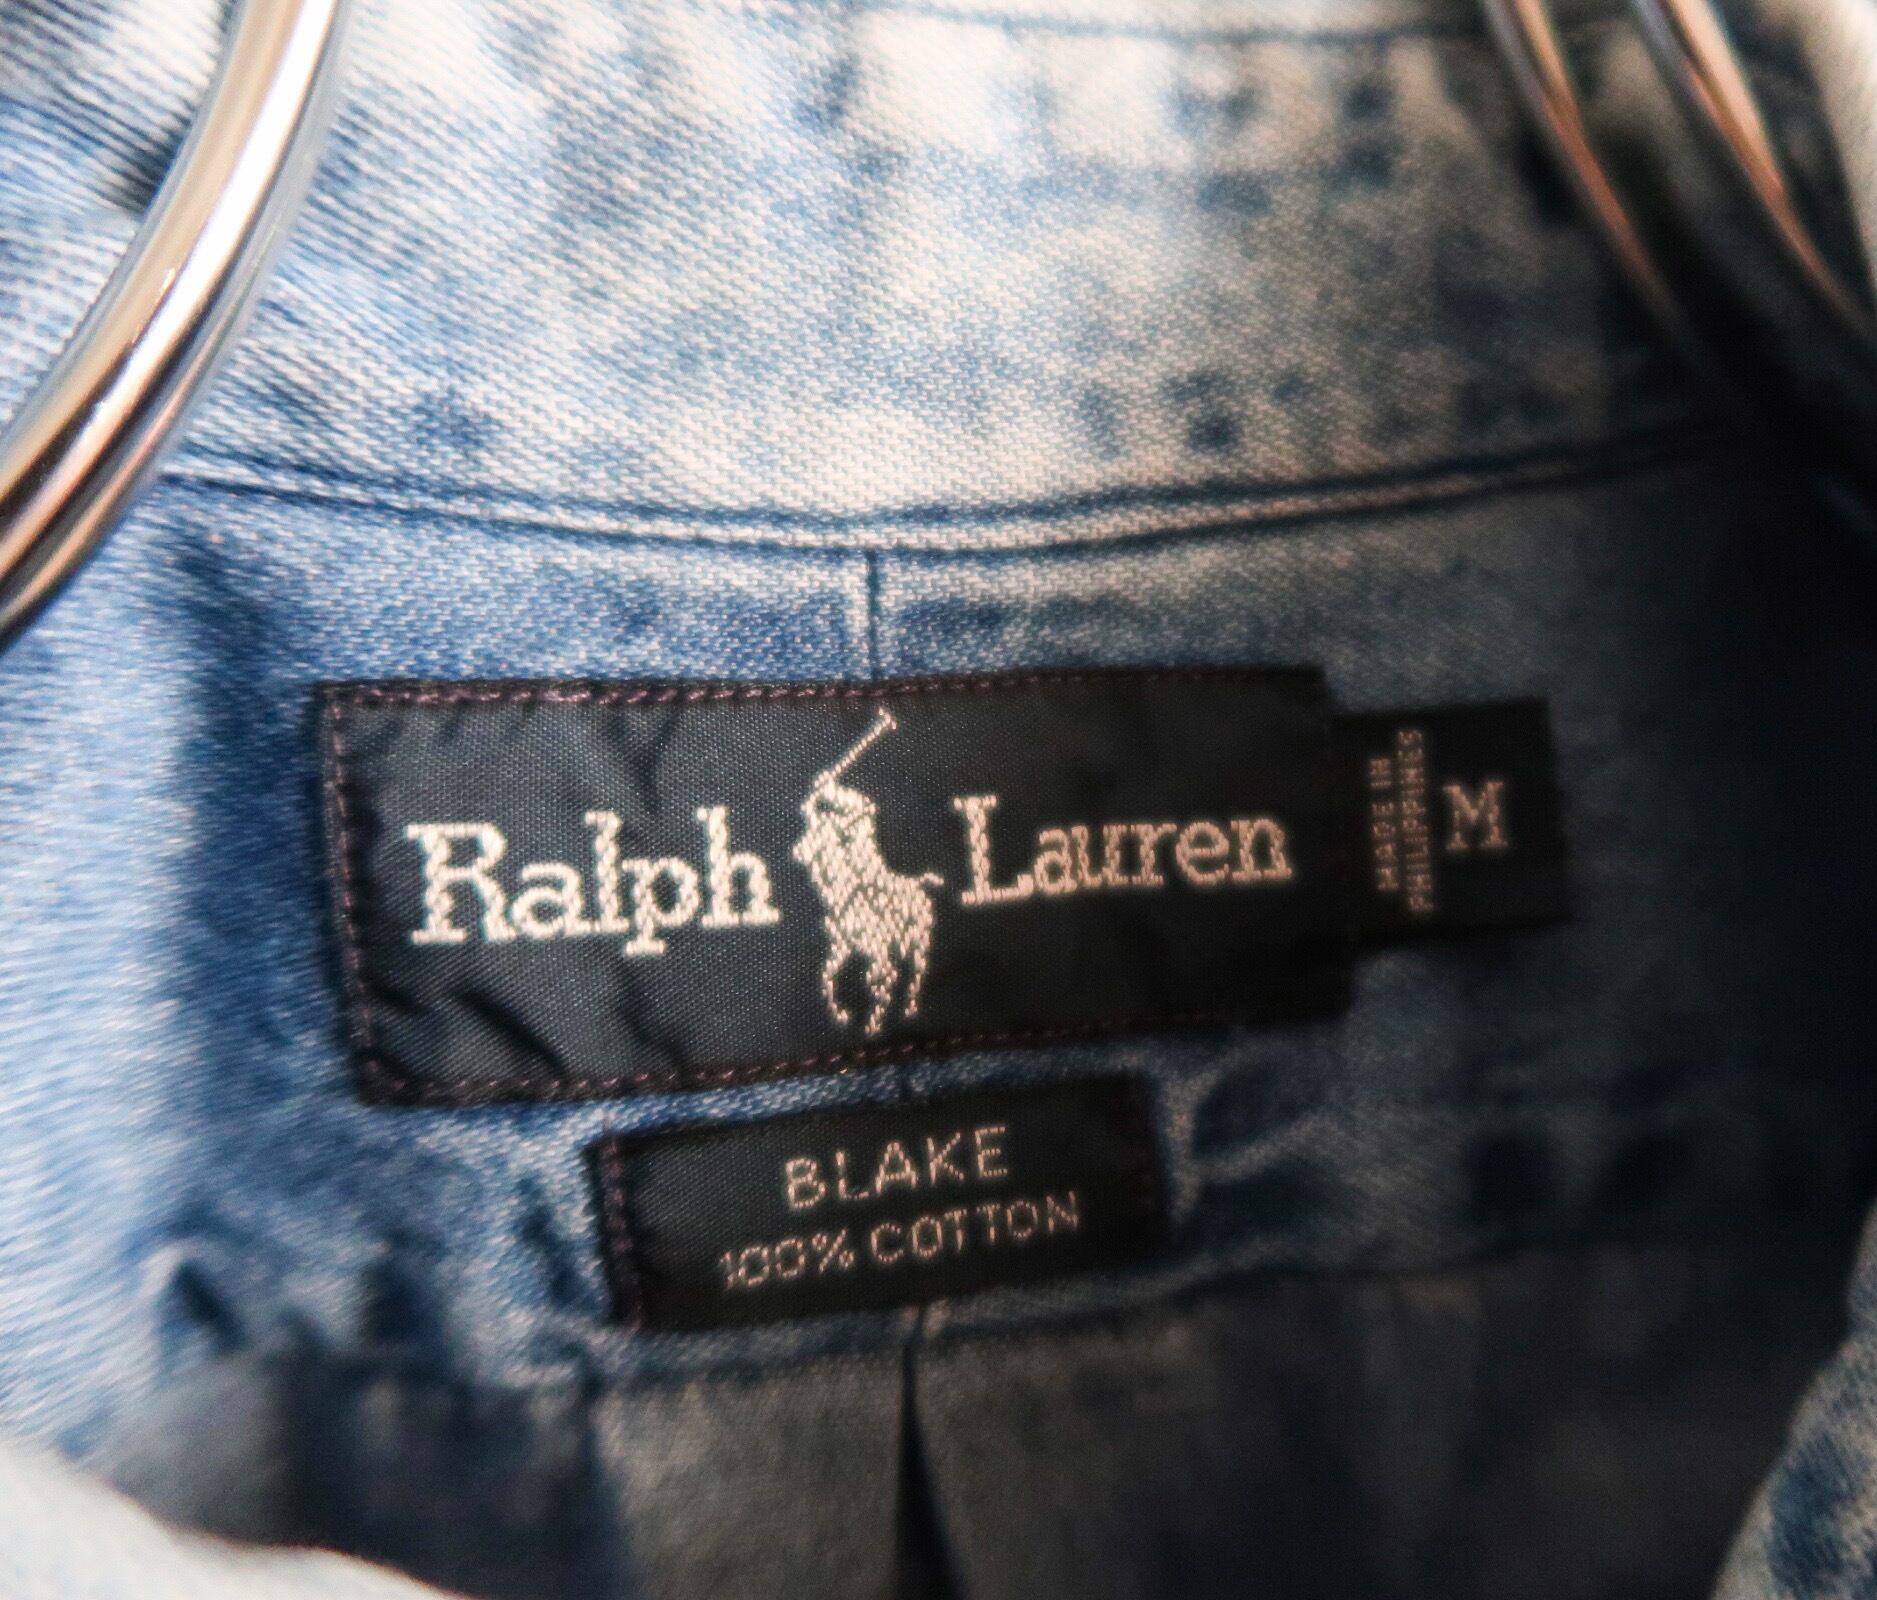 Ralph Lauren
MADE IN
PHILIPPINES
M
BLAKE
100% COTTON